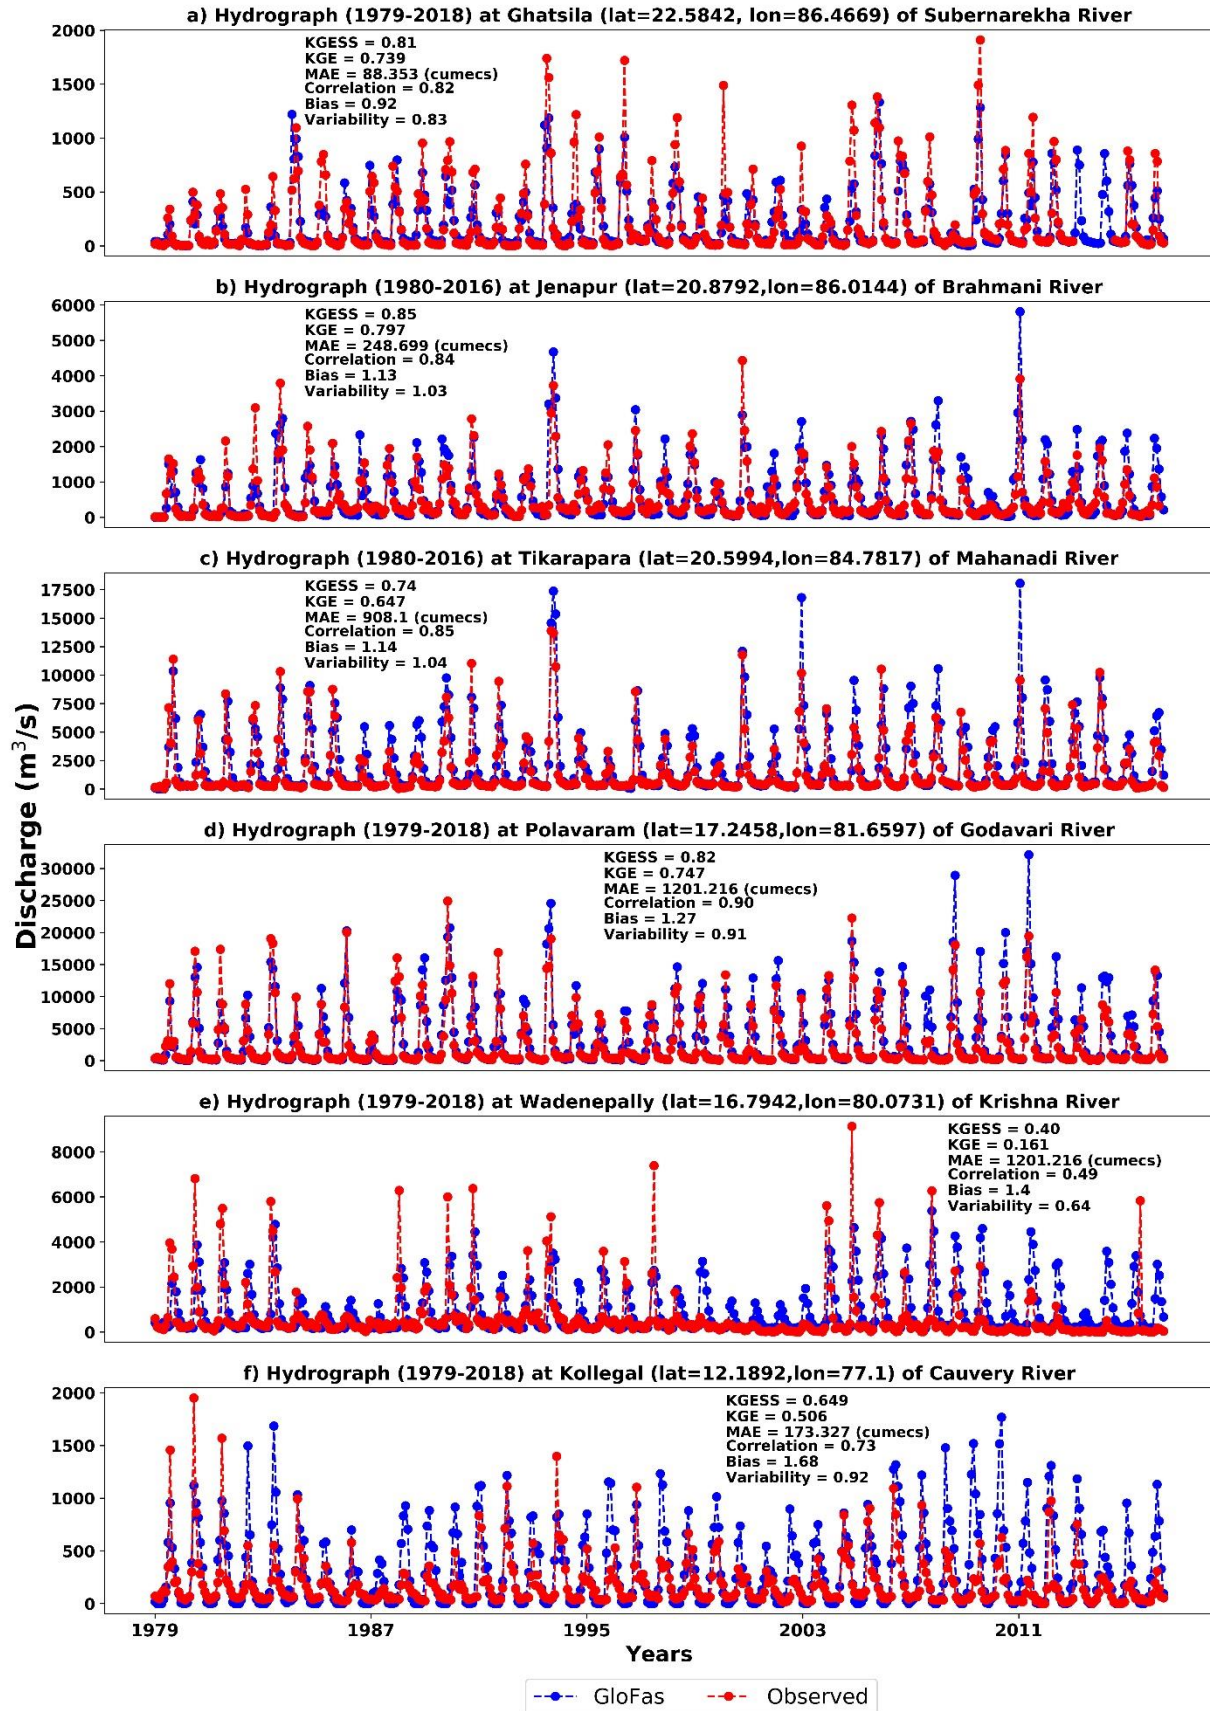 a) Hydrograph (1979-2018) at Ghatsila (lat=22.5842, lon=86.4669) of Subernarekha River
2000
1500
1000
500
0
KGESS = 0.81
KGE = 0.739
MAE = 88.353 (cumecs)
Correlation = 0.82
Bias = 0.92
Variability = 0.83
b) Hydrograph (1980-2016) at Jenapur (lat=20.8792,lon=86.0144) of Brahmani River
6000
5000
4000
3000
2000
1000
0
KGESS = 0.85
KGE = 0.797
MAE = 248.699 (cumecs)
Correlation = 0.84
Bias = 1.13
Variability = 1.03
c) Hydrograph (1980-2016) at Tikarapara (lat=20.5994,lon=84.7817) of Mahanadi River
17500
15000
12500
10000
7500
5000
2500
0
KGESS = 0.74
KGE = 0.647
MAE = 908.1 (cumecs)
Correlation = 0.85
Bias = 1.14
Variability = 1.04
Discharge (m³/s)
d) Hydrograph (1979-2018) at Polavaram (lat=17.2458,lon=81.6597) of Godavari River
30000
25000
20000
15000
10000
5000
0
KGESS = 0.82
KGE = 0.747
MAE = 1201.216 (cumecs)
Correlation = 0.90
Bias = 1.27
Variability = 0.91
e) Hydrograph (1979-2018) at Wadenepally (lat=16.7942,lon=80.0731) of Krishna River
8000
6000
4000
2000
0
KGESS = 0.40
KGE = 0.161
MAE = 1201.216 (cumecs)
Correlation = 0.49
Bias = 1.4
Variability = 0.64
f) Hydrograph (1979-2018) at Kollegal (lat=12.1892,lon=77.1) of Cauvery River
2000
1500
1000
500
0
KGESS = 0.649
KGE = 0.506
MAE = 173.327 (cumecs)
Correlation = 0.73
Bias = 1.68
Variability = 0.92
1979 1987 1995 2003 2011
Years
GloFas Observed